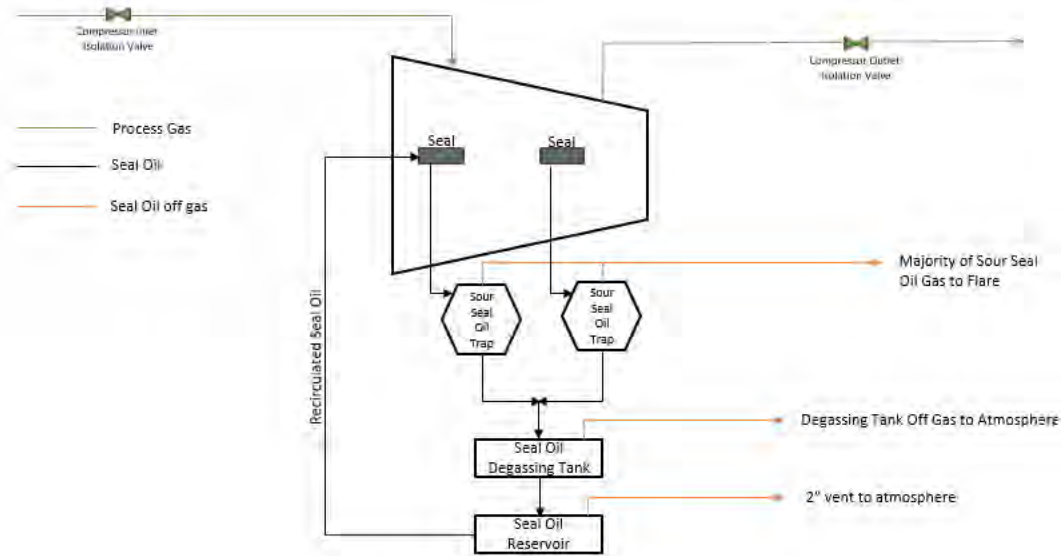 Compressor Inlet
Isolation Valve
Compressor Outlet
Isolation Valve
Process Gas
Seal Oil
Seal Oil off gas
Seal
Seal
Majority of Sour Seal
Oil Gas to Flare
Sour
Seal
Oil
Trap
Sour
Seal
Oil
Trap
Recirculated Seal Oil
Degassing Tank Off Gas to Atmosphere
Seal Oil
Degassing Tank
2" vent to atmosphere
Seal Oil
Reservoir